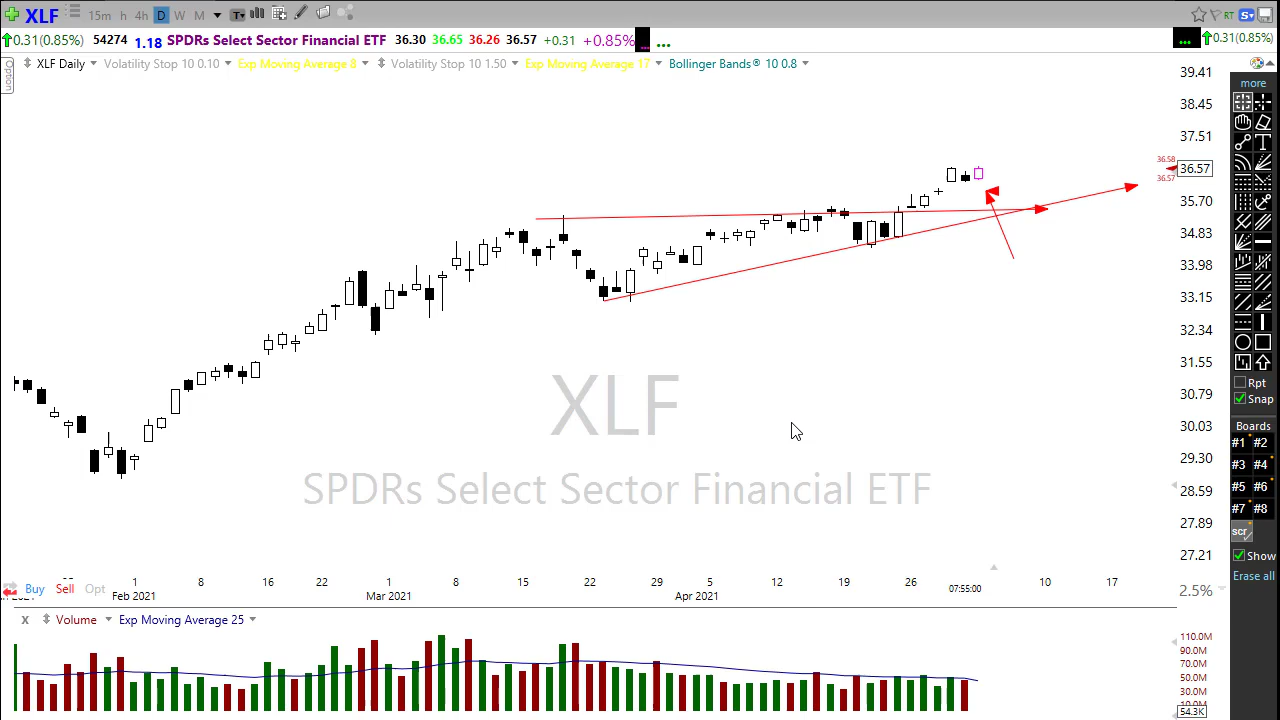 XLF 15m h 4h D W M T RT S
0.31(0.85%) 54274 1.18 SPDRs Select Sector Financial ETF 36.30 36.65 36.26 36.57 +0.31 +0.85% ... ... 0.31(0.85%)
Option
XLF Daily Volatility Stop 10 0.10 Exp Moving Average 8 Volatility Stop 10 1.50 Exp Moving Average 17 Bollinger Bands® 10 0.8
39.41
38.45
37.51
36.58
36.57
36.57
35.70
34.83
33.98
33.15
32.34
31.55
30.79
30.03
29.30
28.59
27.89
27.21
2.5%
more
T
Rpt
Snap
Boards
#1 #2
#3 #4
#5 #6
#7 #8
scr
Show
Erase all
XLF
SPDRs Select Sector Financial ETF
1 8 16 22 1 8 15 22 29 5 12 19 26 10 17
Buy Sell Opt
Feb 2021 Mar 2021 Apr 2021 07:55:00
x Volume Exp Moving Average 25
110.0M
90.0M
70.0M
50.0M
30.0M
10.0M
54.3K